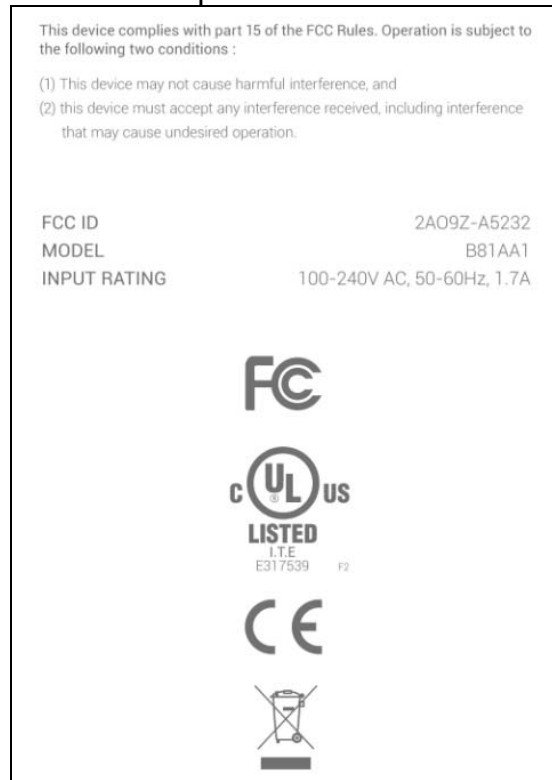 This device complies with part 15 of the FCC Rules. Operation is subject to
the following two conditions :
(1) This device may not cause harmful interference, and
(2) this device must accept any interference received, including interference
that may cause undesired operation.
FCC ID 2AO9Z-A5232
MODEL B81AA1
INPUT RATING 100-240V AC, 50-60Hz, 1.7A
FC
C UL US
LISTED
I.T.E
E317539 F2
CE